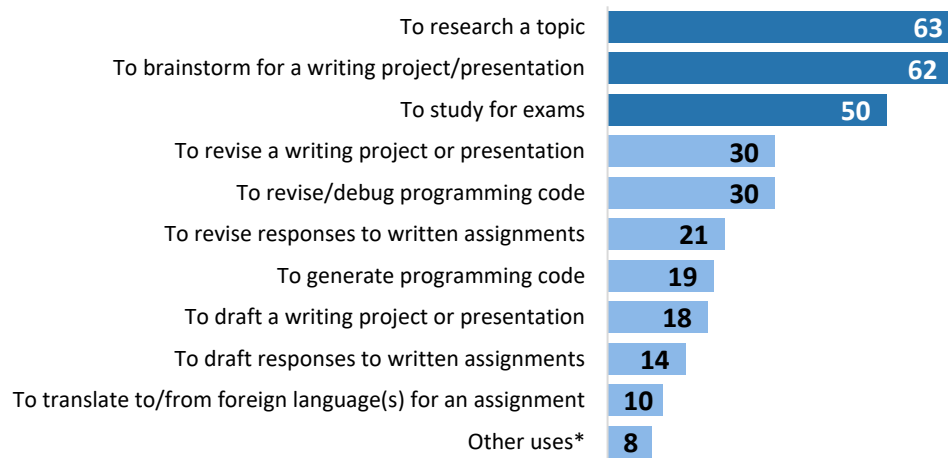 To research a topic 63
To brainstorm for a writing project/presentation 62
To study for exams 50
To revise a writing project or presentation 30
To revise/debug programming code 30
To revise responses to written assignments 21
To generate programming code 19
To draft a writing project or presentation 18
To draft responses to written assignments 14
To translate to/from foreign language(s) for an assignment 10
Other uses* 8